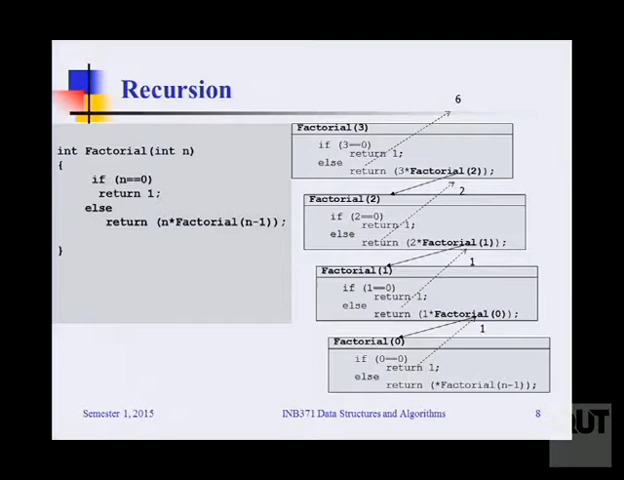 Recursion
int Factorial(int n)
{
if (n==0)
return 1;
else
return (n*Factorial(n-1));
}
6
Factorial(3)
if (3==0)
return 1;
else
return (3*Factorial(2));
2
Factorial(2)
if (2==0)
return 1;
else
return (2*Factorial(1));
1
Factorial(1)
if (1==0)
return 1;
else
return (1*Factorial(0));
1
Factorial(0)
if (0==0)
return 1;
else
return (*Factorial(n-1));
Semester 1, 2015
INB371 Data Structures and Algorithms
8
QUT